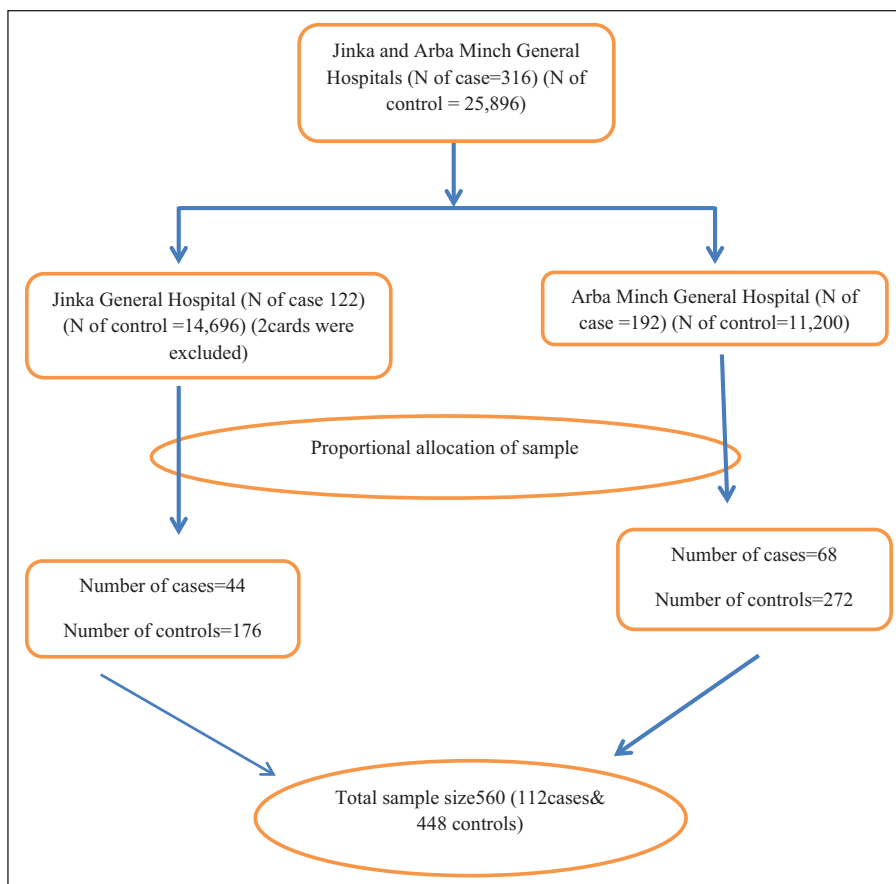 Jinka and Arba Minch General
Hospitals (N of case=316) (N of
control = 25,896)
Jinka General Hospital (N of case 122)
(N of control =14,696) (2cards were
excluded)
Arba Minch General Hospital (N of
case =192) (N of control=11,200)
Proportional allocation of sample
Number of cases=44
Number of controls=176
Number of cases=68
Number of controls=272
Total sample size560 (112cases&
448 controls)